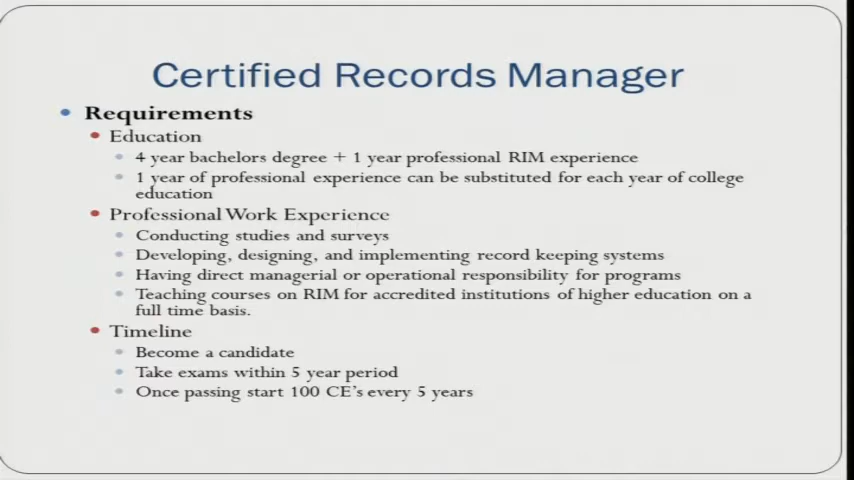 Certified Records Manager
Requirements
Education
4 year bachelors degree + 1 year professional RIM experience
1 year of professional experience can be substituted for each year of college
education
Professional Work Experience
Conducting studies and surveys
Developing, designing, and implementing record keeping systems
Having direct managerial or operational responsibility for programs
Teaching courses on RIM for accredited institutions of higher education on a
full time basis.
Timeline
Become a candidate
Take exams within 5 year period
Once passing start 100 CE's every 5 years